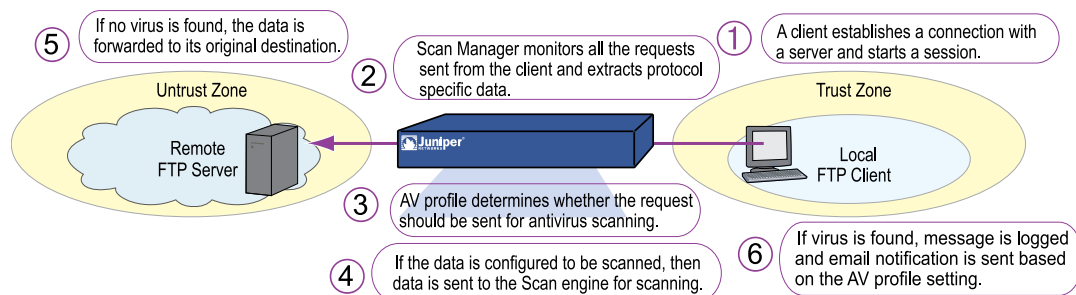 5
If no virus is found, the data is
forwarded to its original destination.
1
A client establishes a connection with
a server and starts a session.
2
Scan Manager monitors all the requests
sent from the client and extracts protocol
specific data.
Untrust Zone
Trust Zone
Remote
FTP Server
Juniper
NETWORKS
Local
FTP Client
3
AV profile determines whether the request
should be sent for antivirus scanning.
4
If the data is configured to be scanned, then
data is sent to the Scan engine for scanning.
6
If virus is found, message is logged
and email notification is sent based
on the AV profile setting.